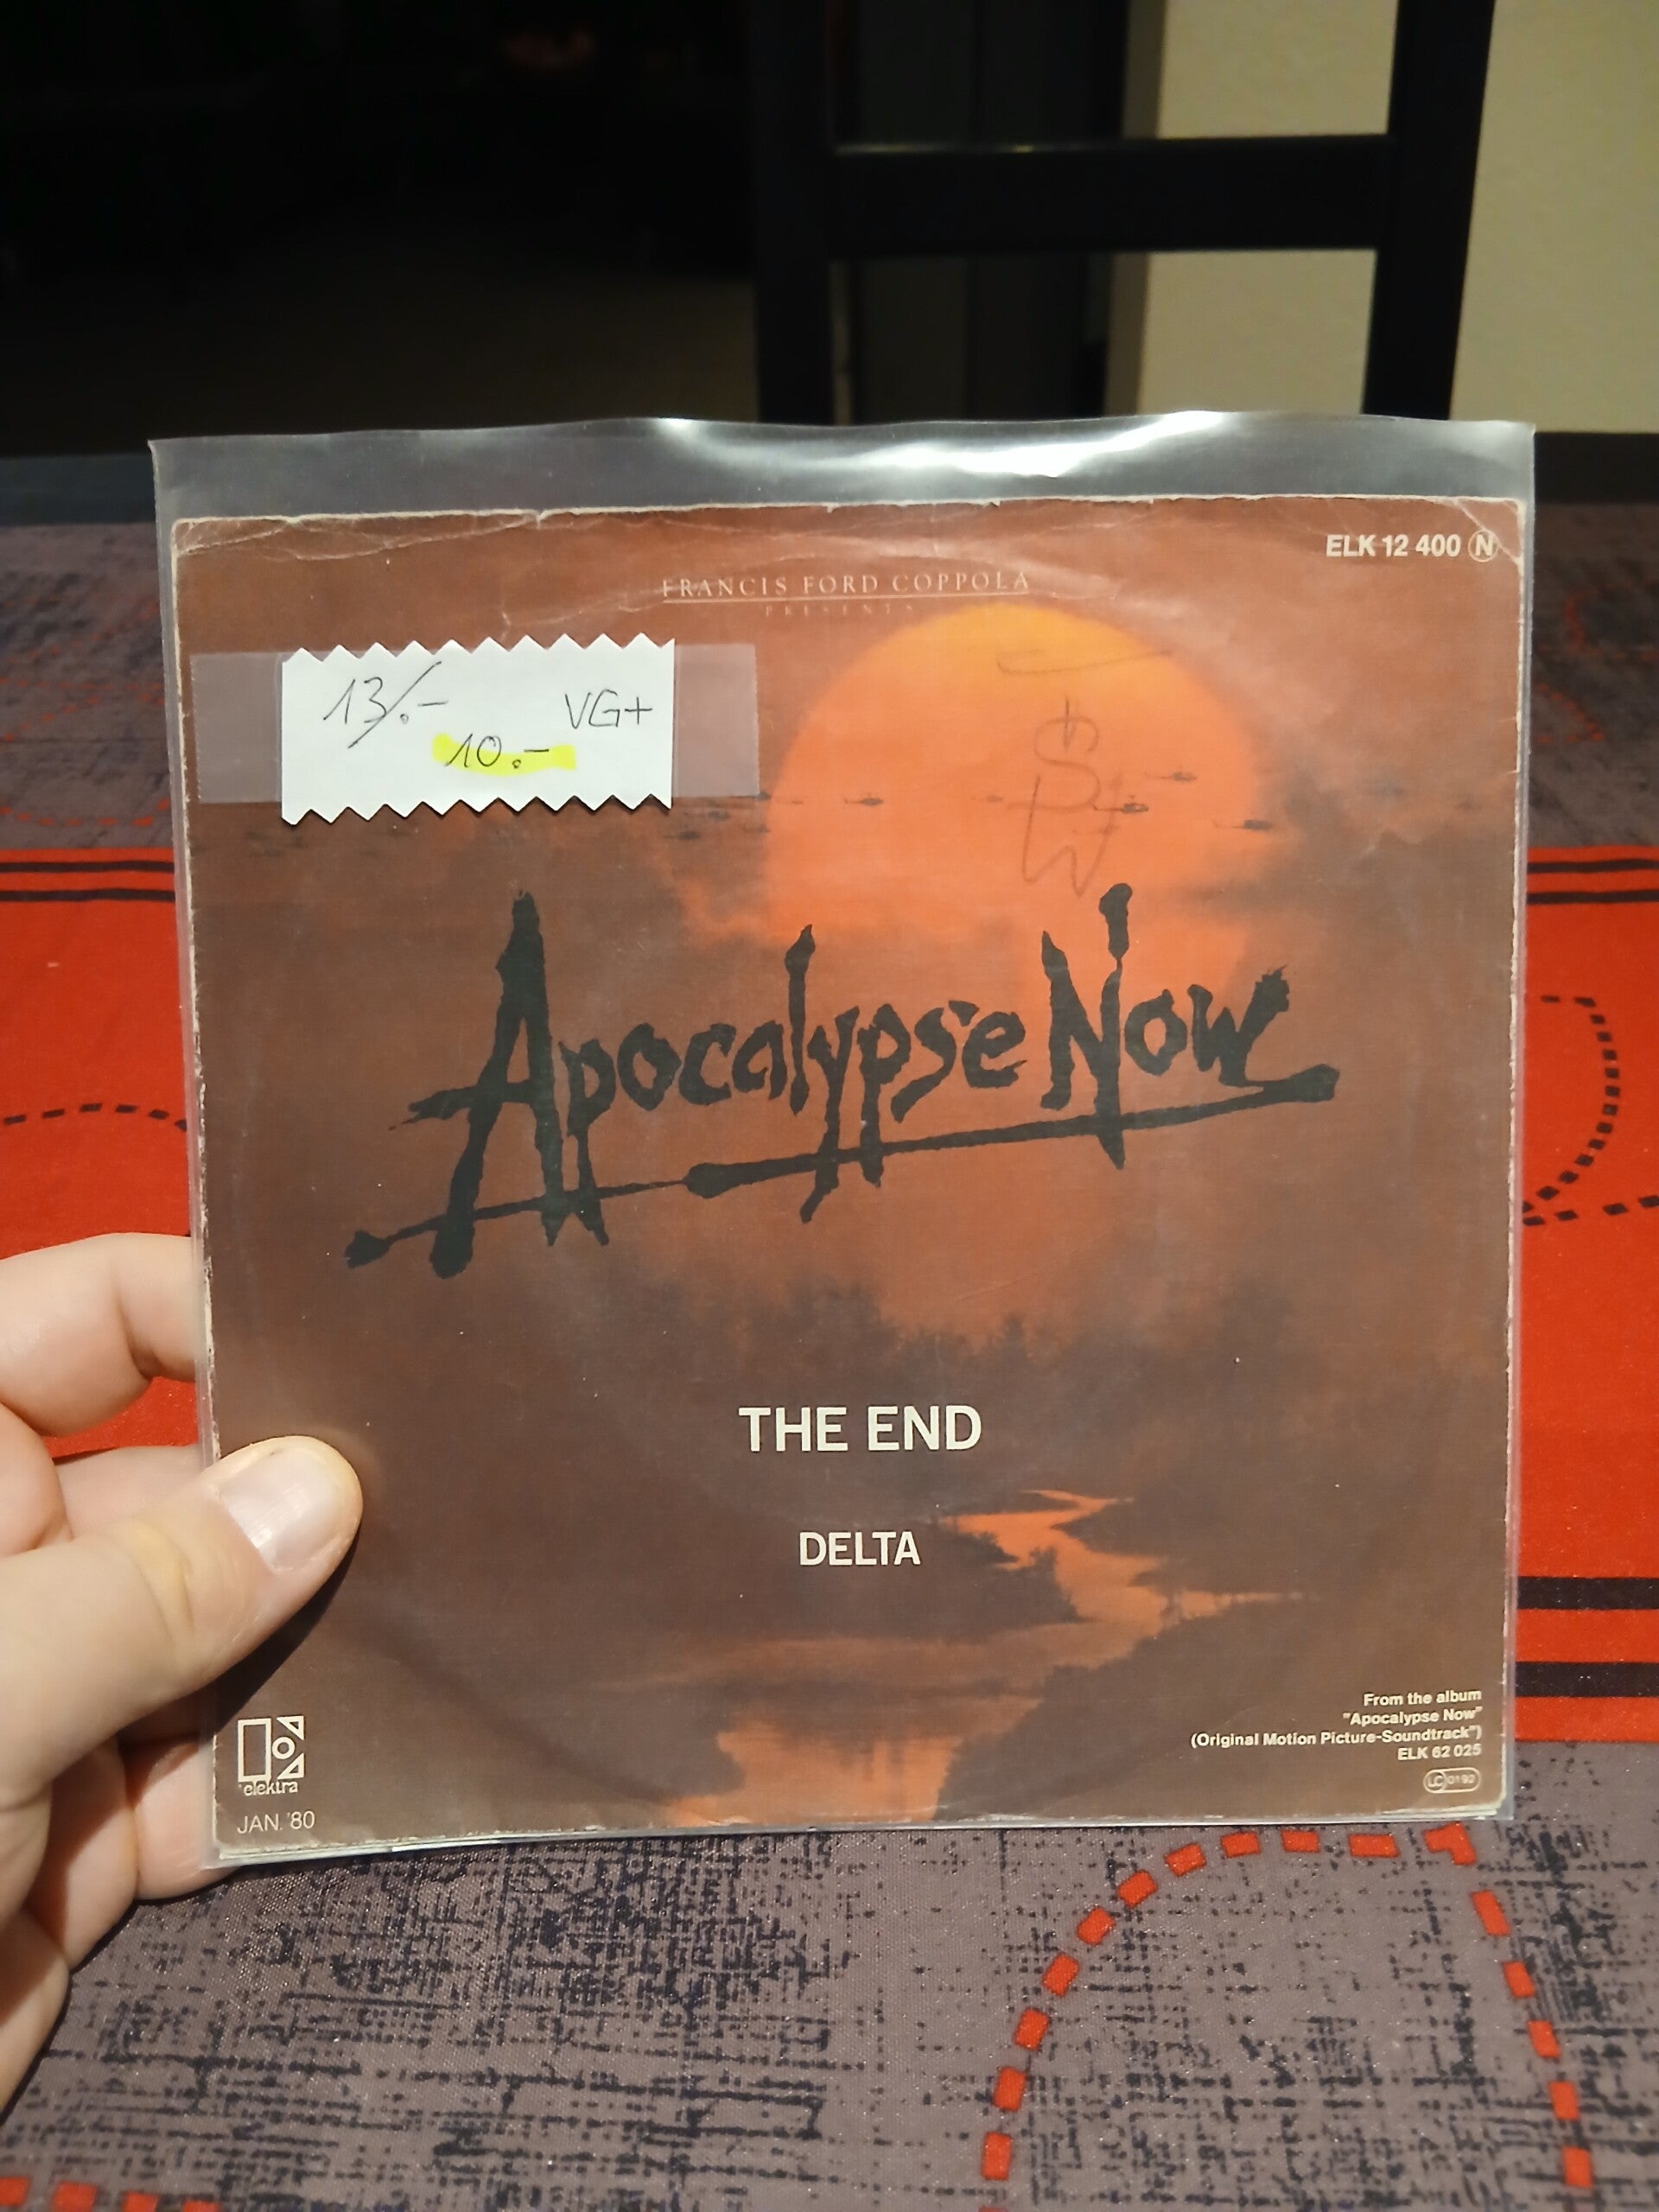 ELK 12 400 N
FRANCIS FORD COPPOLA
PRESENTS
13/.-
VG+
10.-
$
W
Apocalypse Now
THE END
DELTA
From the album
"Apocalypse Now"
(Original Motion Picture-Soundtrack")
ELK 62 025
LC 0192
elektra
JAN. '80